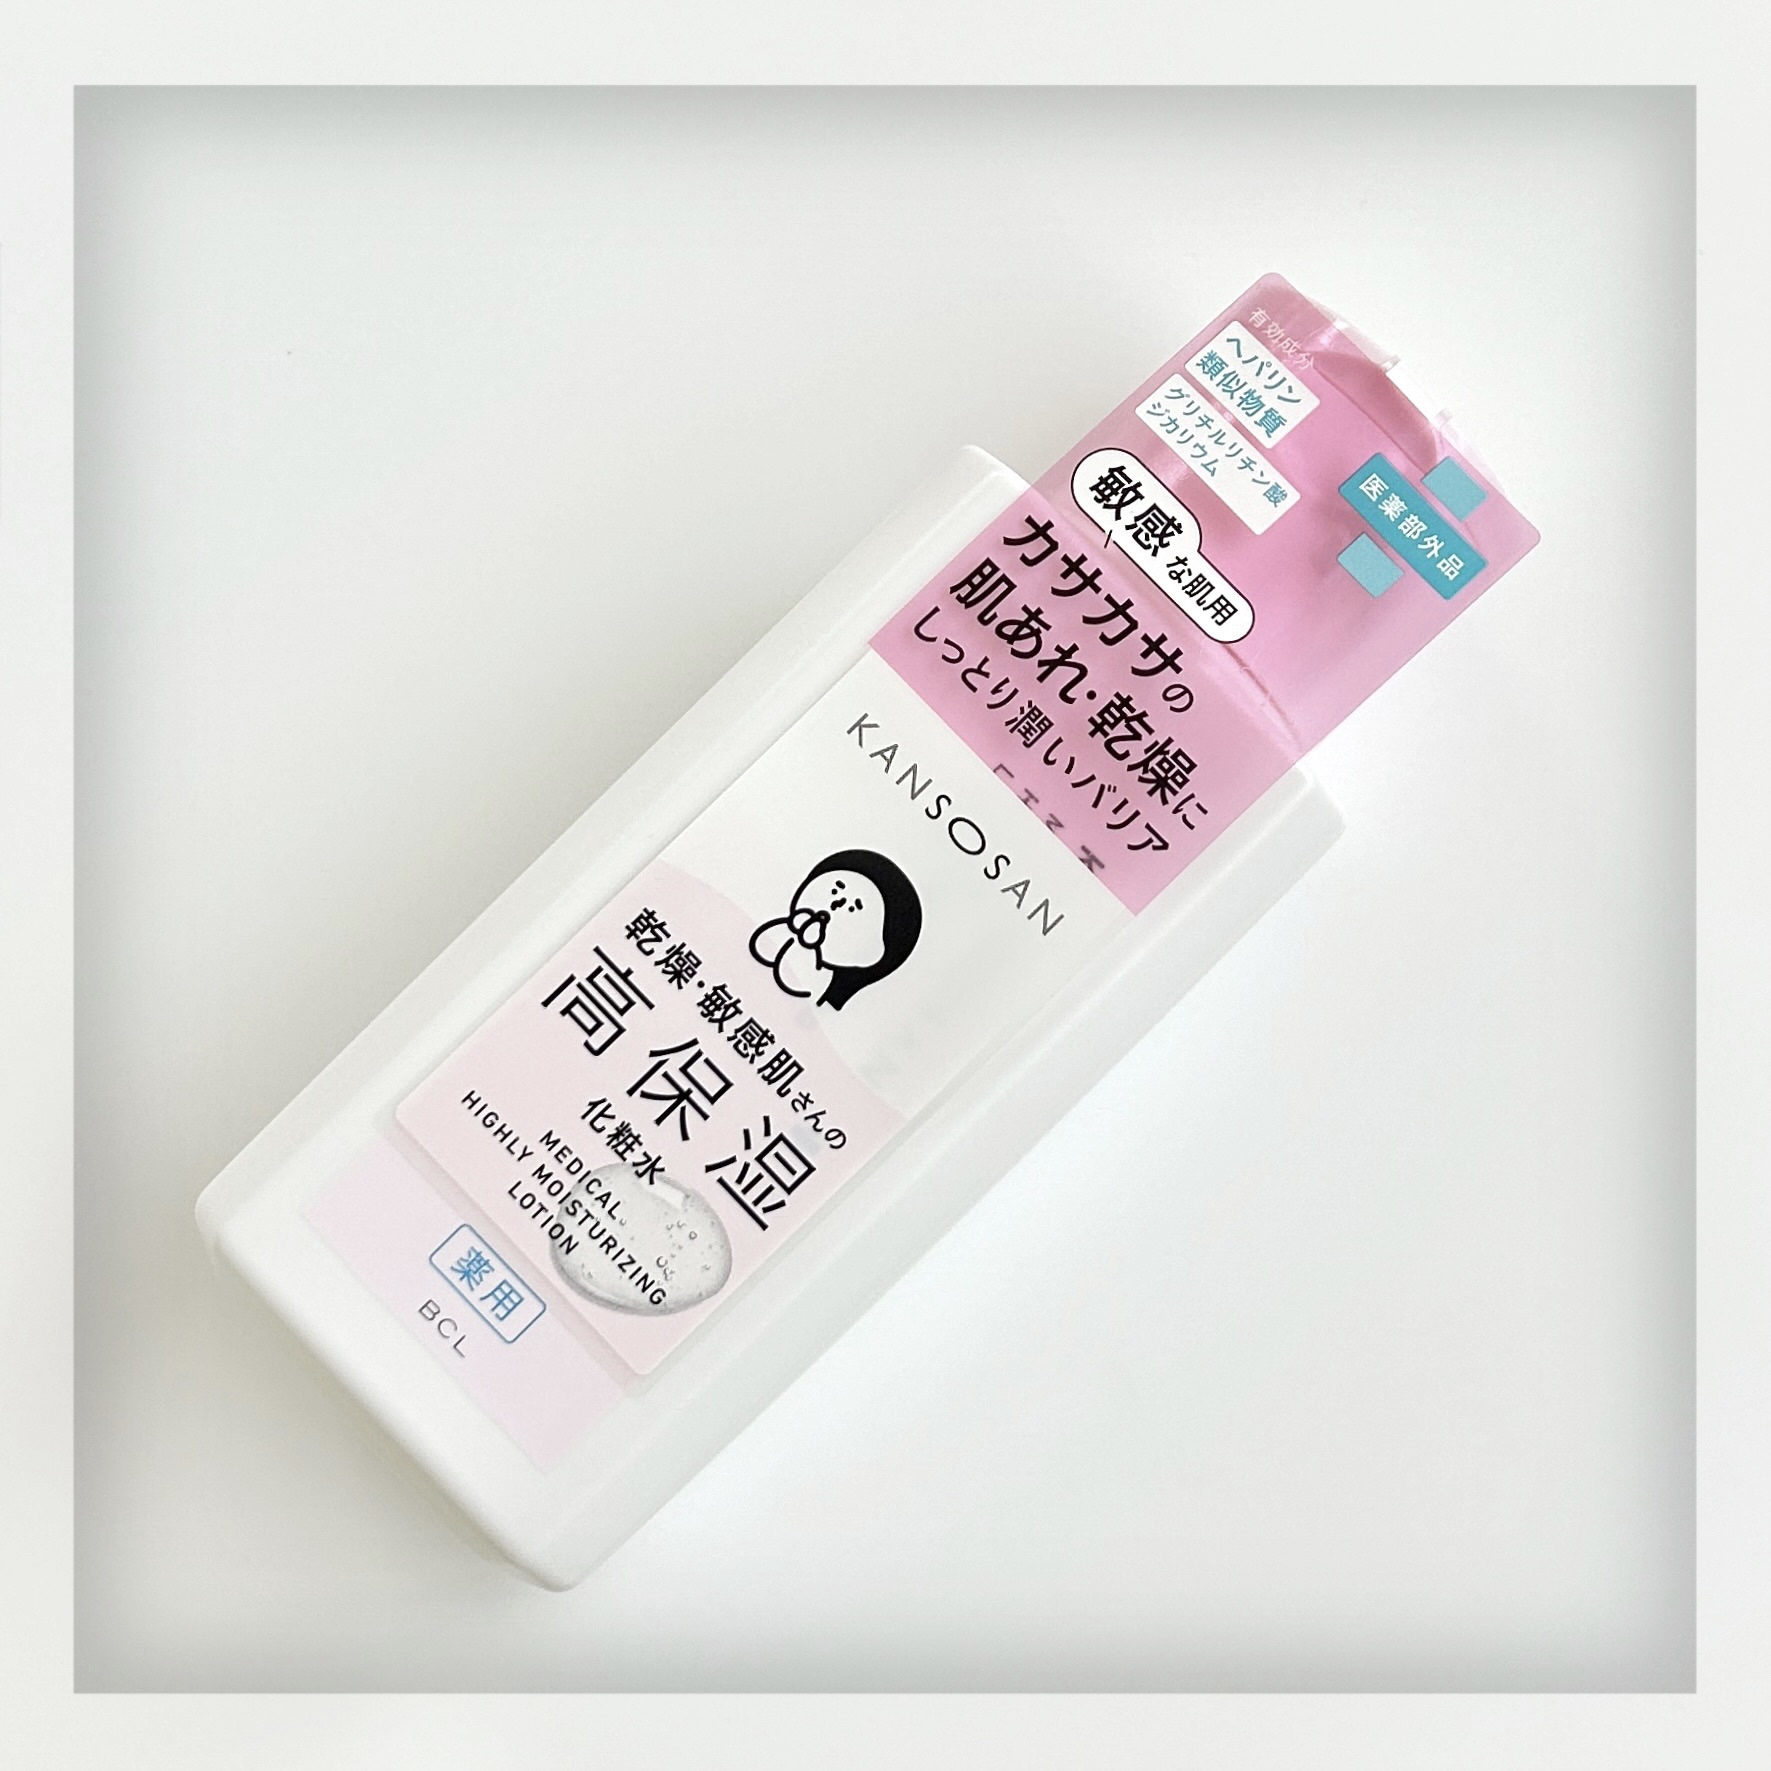 有効成分
ヘパリン
類似物質
グリチルリチン酸
ジカリウム
医薬部外品
敏感な肌用
カサカサの
肌あれ・乾燥に
しっとり潤いバリア
KANSOSAN
乾燥・敏感肌さんの
高保湿
化粧水
MEDICAL
HIGHLY MOISTURIZING
LOTION
薬用
BCL